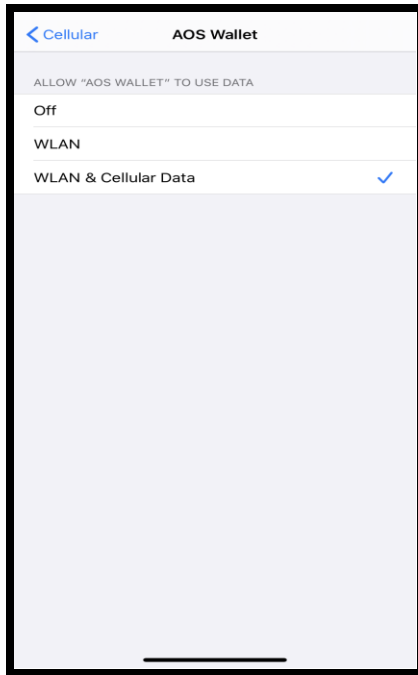 Cellular
AOS Wallet
ALLOW "AOS WALLET" TO USE DATA
Off
WLAN
WLAN & Cellular Data